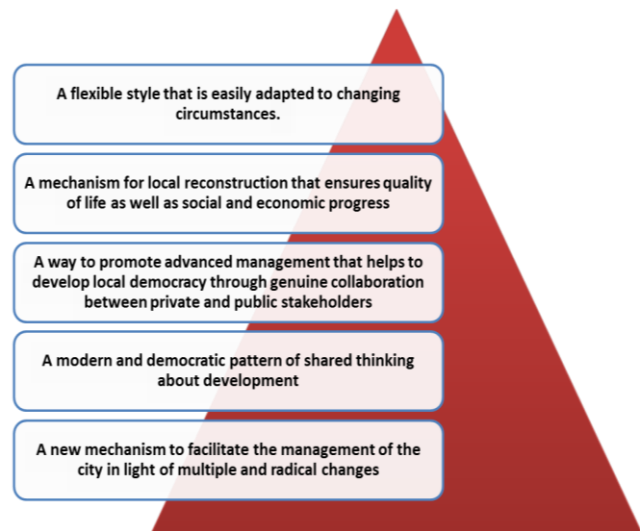 A flexible style that is easily adapted to changing
circumstances.
A mechanism for local reconstruction that ensures quality
of life as well as social and economic progress
A way to promote advanced management that helps to
develop local democracy through genuine collaboration
between private and public stakeholders
A modern and democratic pattern of shared thinking
about development
A new mechanism to facilitate the management of the
city in light of multiple and radical changes